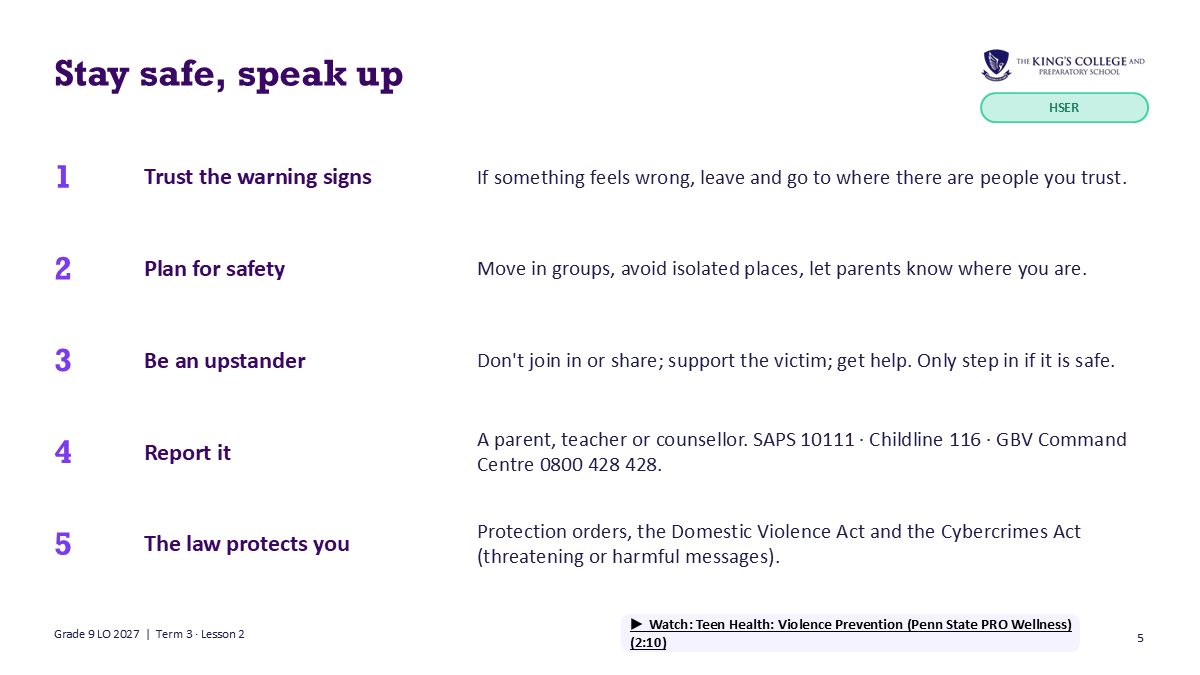 Stay safe, speak up
THE KING'S COLLEGE AND
PREPARATORY SCHOOL
HSER
1
Trust the warning signs
If something feels wrong, leave and go to where there are people you trust.
2
Plan for safety
Move in groups, avoid isolated places, let parents know where you are.
3
Be an upstander
Don't join in or share; support the victim; get help. Only step in if it is safe.
4
Report it
A parent, teacher or counsellor. SAPS 10111 · Childline 116 · GBV Command
Centre 0800 428 428.
5
The law protects you
Protection orders, the Domestic Violence Act and the Cybercrimes Act
(threatening or harmful messages).
Grade 9 LO 2027 | Term 3 · Lesson 2
▶ Watch: Teen Health: Violence Prevention (Penn State PRO Wellness)
(2:10)
5